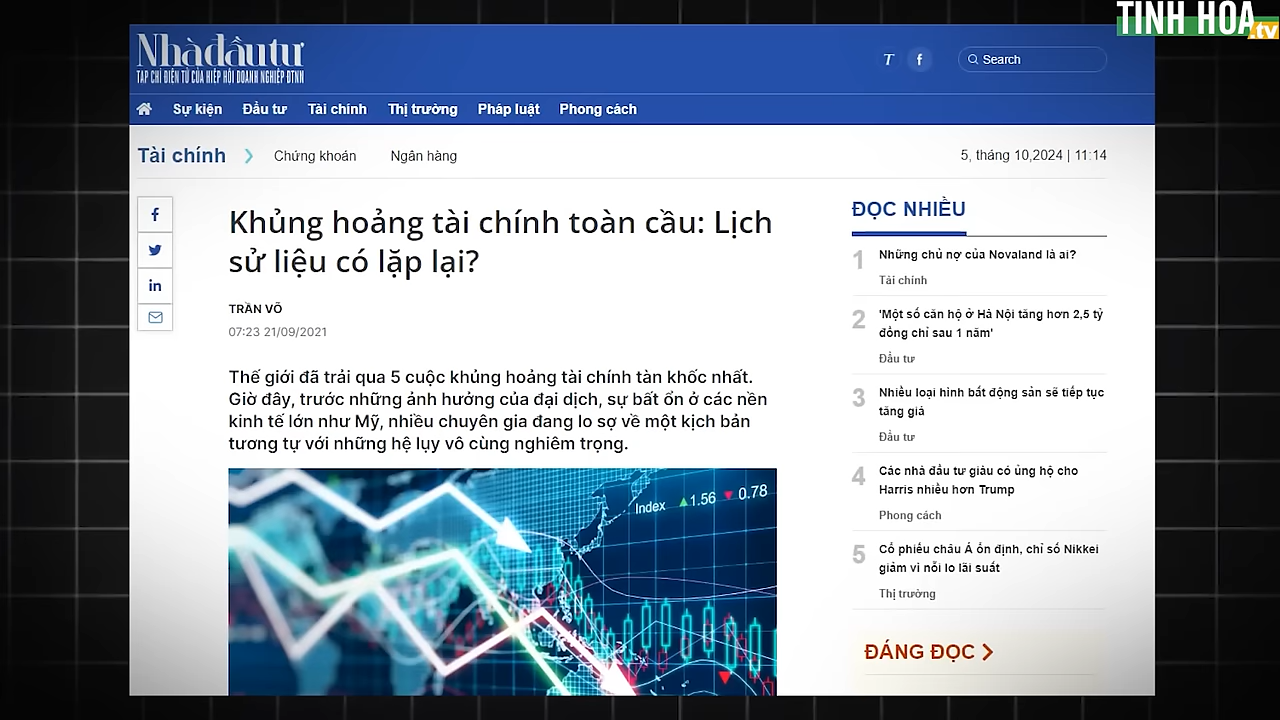 TINH HOA
.tv
Nhàđầutư
TẠP CHÍ ĐIỆN TỬ CỦA HIỆP HỘI DOANH NGHIỆP ĐTNN
T
f
Search
Sự kiện Đầu tư Tài chính Thị trường Pháp luật Phong cách
Tài chính Chứng khoán Ngân hàng
5, tháng 10,2024 | 11:14
Khủng hoảng tài chính toàn cầu: Lịch
sử liệu có lặp lại?
TRẦN VÕ
07:23 21/09/2021
Thế giới đã trải qua 5 cuộc khủng hoảng tài chính tàn khốc nhất.
Giờ đây, trước những ảnh hưởng của đại dịch, sự bất ổn ở các nền
kinh tế lớn như Mỹ, nhiều chuyên gia đang lo sợ về một kịch bản
tương tự với những hệ lụy vô cùng nghiêm trọng.
Index ▲1.56 ▼0.78
ĐỌC NHIỀU
1 Những chủ nợ của Novaland là ai?
Tài chính
2 'Một số căn hộ ở Hà Nội tăng hơn 2,5 tỷ
đồng chỉ sau 1 năm'
Đầu tư
3 Nhiều loại hình bất động sản sẽ tiếp tục
tăng giá
Đầu tư
4 Các nhà đầu tư giàu có ủng hộ cho
Harris nhiều hơn Trump
Phong cách
5 Cổ phiếu châu Á ổn định, chỉ số Nikkei
giảm vì nỗi lo lãi suất
Thị trường
ĐÁNG ĐỌC